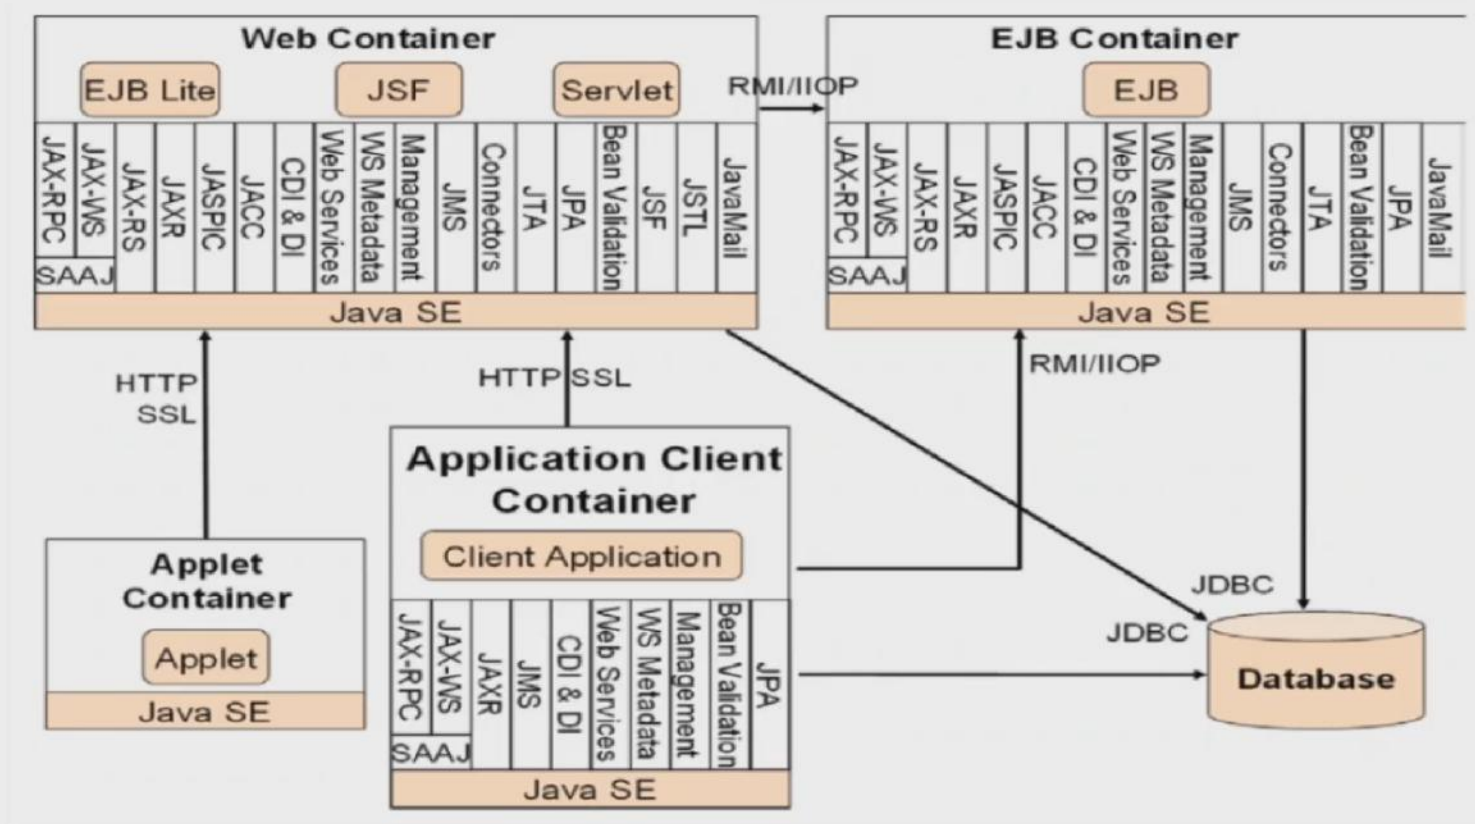 Web Container
EJB Lite
JSF
Servlet
JAX-RPC
JAX-WS
SAAJ
JAX-RS
JAXR
JASPIC
JACC
CDI & DI
Web Services
WS Metadata
Management
JMS
Connectors
JTA
JPA
Bean Validation
JSF
JSTL
JavaMail
Java SE
RMI/IIOP
EJB Container
EJB
JAX-RPC
JAX-WS
SAAJ
JAX-RS
JAXR
JASPIC
JACC
CDI & DI
Web Services
WS Metadata
Management
JMS
Connectors
JTA
Bean Validation
JPA
JavaMail
Java SE
HTTP
SSL
HTTP SSL
RMI/IIOP
Application Client
Container
Client Application
JAX-RPC
JAX-WS
SAAJ
JAXR
JMS
CDI & DI
Web Services
WS Metadata
Management
Bean Validation
JPA
Java SE
Applet
Container
Applet
Java SE
JDBC
JDBC
Database